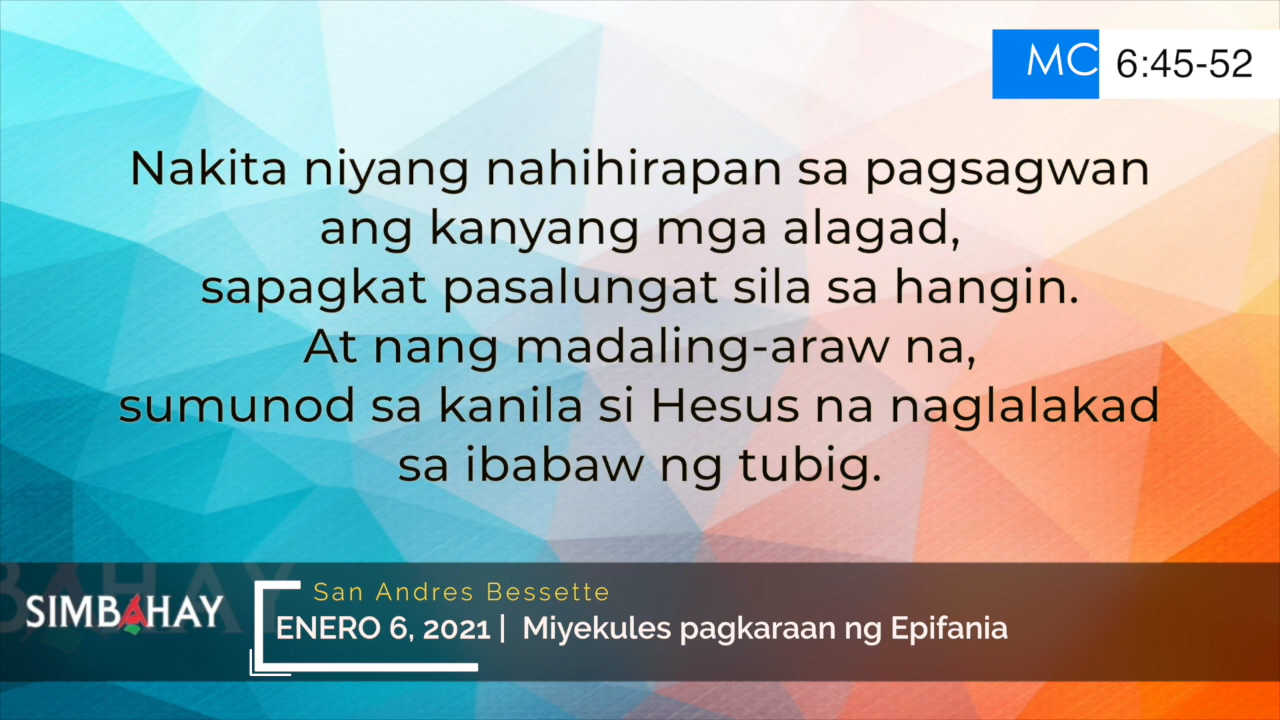 MC 6:45-52
Nakita niyang nahihirapan sa pagsagwan
ang kanyang mga alagad,
sapagkat pasalungat sila sa hangin.
At nang madaling-araw na,
sumunod sa kanila si Hesus na naglalakad
sa ibabaw ng tubig.
San Andres Bessette
SIMBAHAY
ENERO 6, 2021 | Miyekules pagkaraan ng Epifania